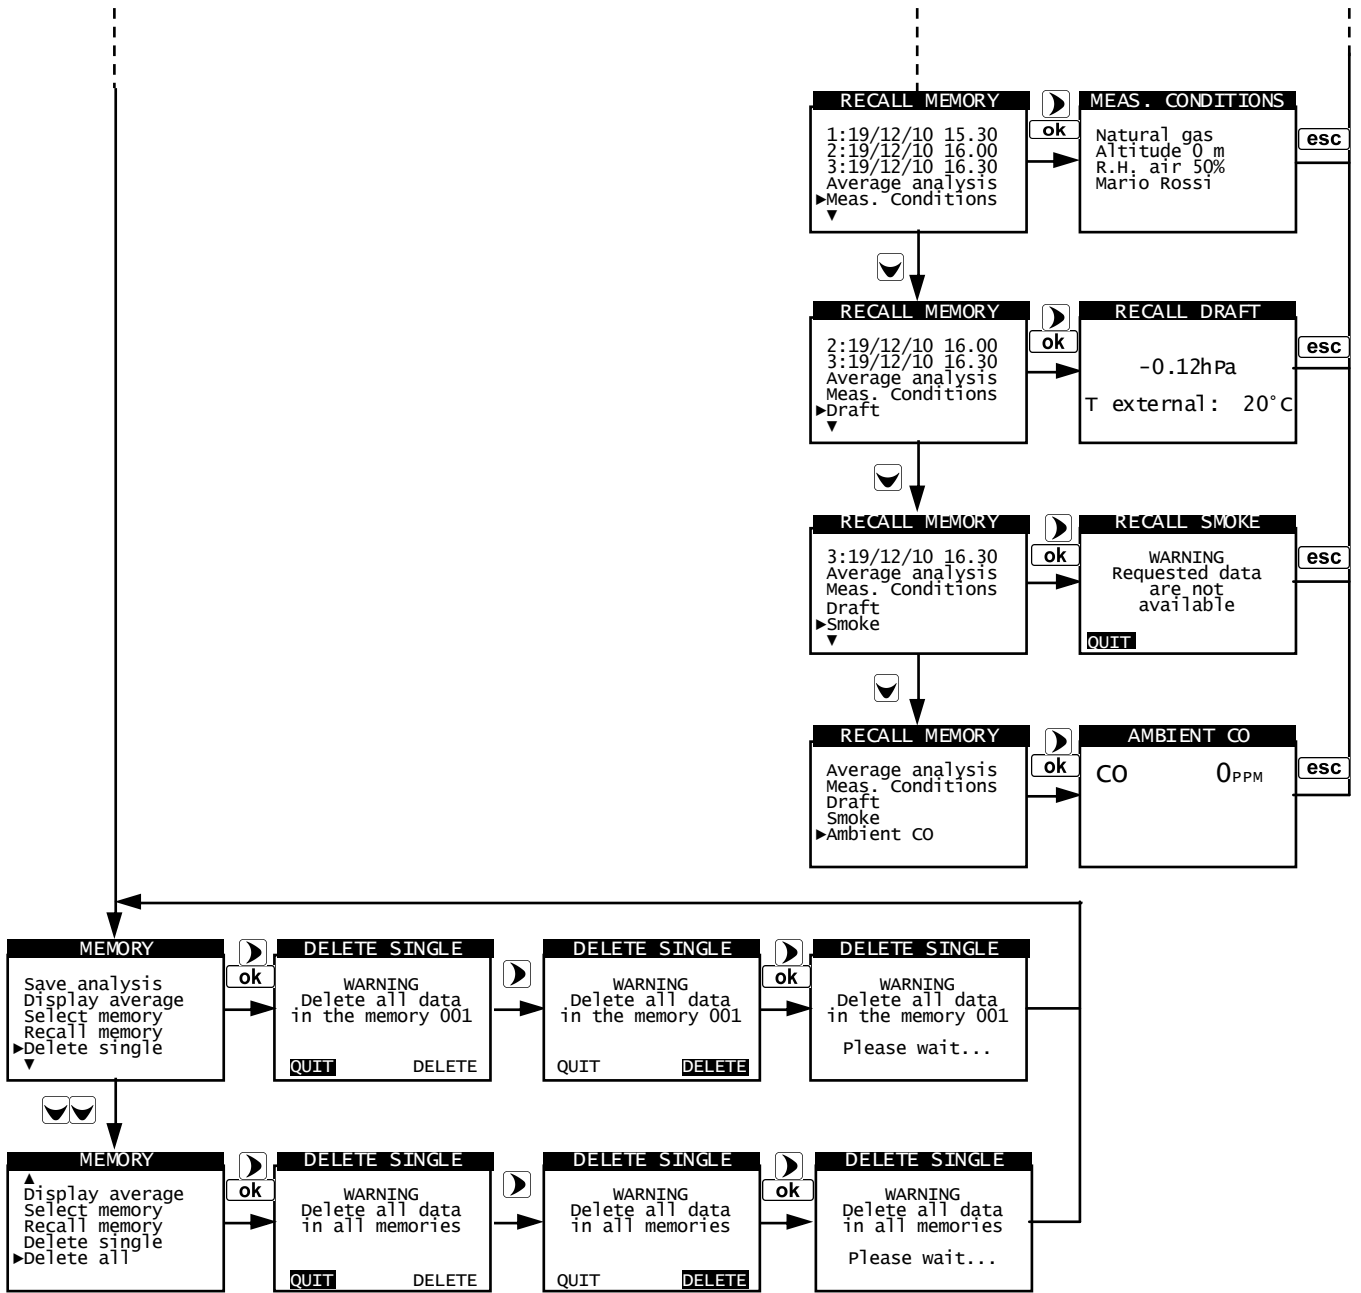 RECALL MEMORY
1:19/12/10 15.30
2:19/12/10 16.00
3:19/12/10 16.30
Average analysis
►Meas. Conditions
▼
ok
MEAS. CONDITIONS
Natural gas
Altitude 0 m
R.H. air 50%
Mario Rossi
esc
RECALL MEMORY
2:19/12/10 16.00
3:19/12/10 16.30
Average analysis
Meas. Conditions
►Draft
▼
ok
RECALL DRAFT
-0.12hPa
T external: 20°C
esc
RECALL MEMORY
3:19/12/10 16.30
Average analysis
Meas. Conditions
Draft
►Smoke
▼
ok
RECALL SMOKE
WARNING
Requested data
are not
available
QUIT
esc
RECALL MEMORY
Average analysis
Meas. Conditions
Draft
Smoke
►Ambient CO
ok
AMBIENT CO
CO 0PPM
esc
MEMORY
Save analysis
Display average
Select memory
Recall memory
►Delete single
▼
ok
DELETE SINGLE
WARNING
Delete all data
in the memory 001
QUIT DELETE
DELETE SINGLE
WARNING
Delete all data
in the memory 001
QUIT DELETE
ok
DELETE SINGLE
WARNING
Delete all data
in the memory 001
Please wait...
MEMORY
▲
Display average
Select memory
Recall memory
Delete single
►Delete all
ok
DELETE SINGLE
WARNING
Delete all data
in all memories
QUIT DELETE
DELETE SINGLE
WARNING
Delete all data
in all memories
QUIT DELETE
ok
DELETE SINGLE
WARNING
Delete all data
in all memories
Please wait...